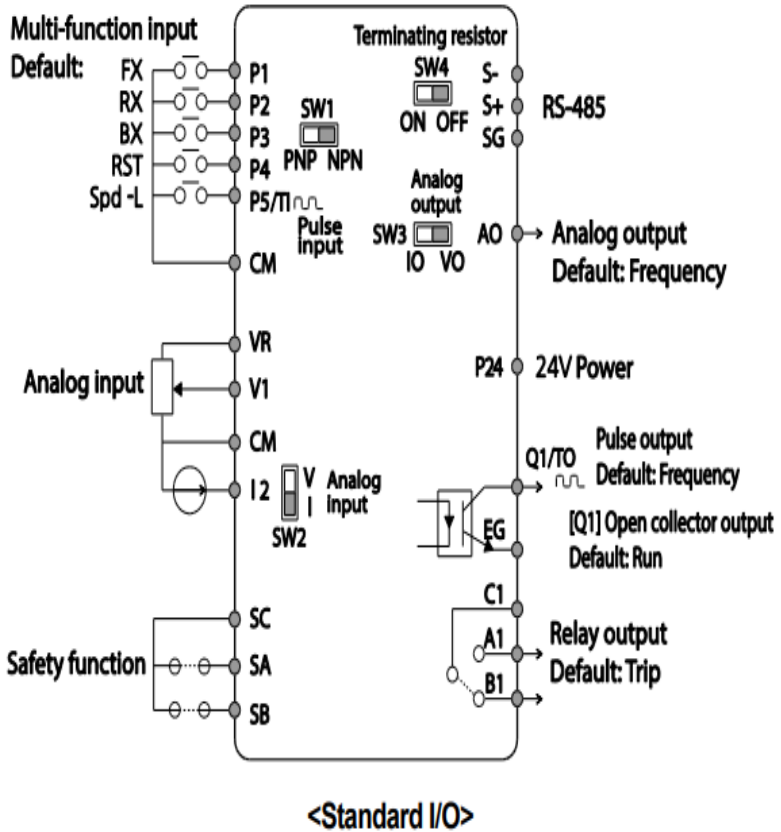 Multi-function input
Default:
FX
P1
RX
P2
BX
P3
RST
P4
Spd -L
P5/TI
Pulse
input
CM
SW1
PNP NPN
Terminating resistor
SW4
ON OFF
S-
S+
SG
RS-485
Analog
output
SW3
IO VO
AO
Analog output
Default: Frequency
VR
Analog input
V1
CM
I 2
V
I
Analog
input
SW2
P24
24V Power
Q1/TO
Pulse output
Default: Frequency
EG
[Q1] Open collector output
Default: Run
C1
A1
B1
Relay output
Default: Trip
SC
Safety function
SA
SB
<Standard I/O>